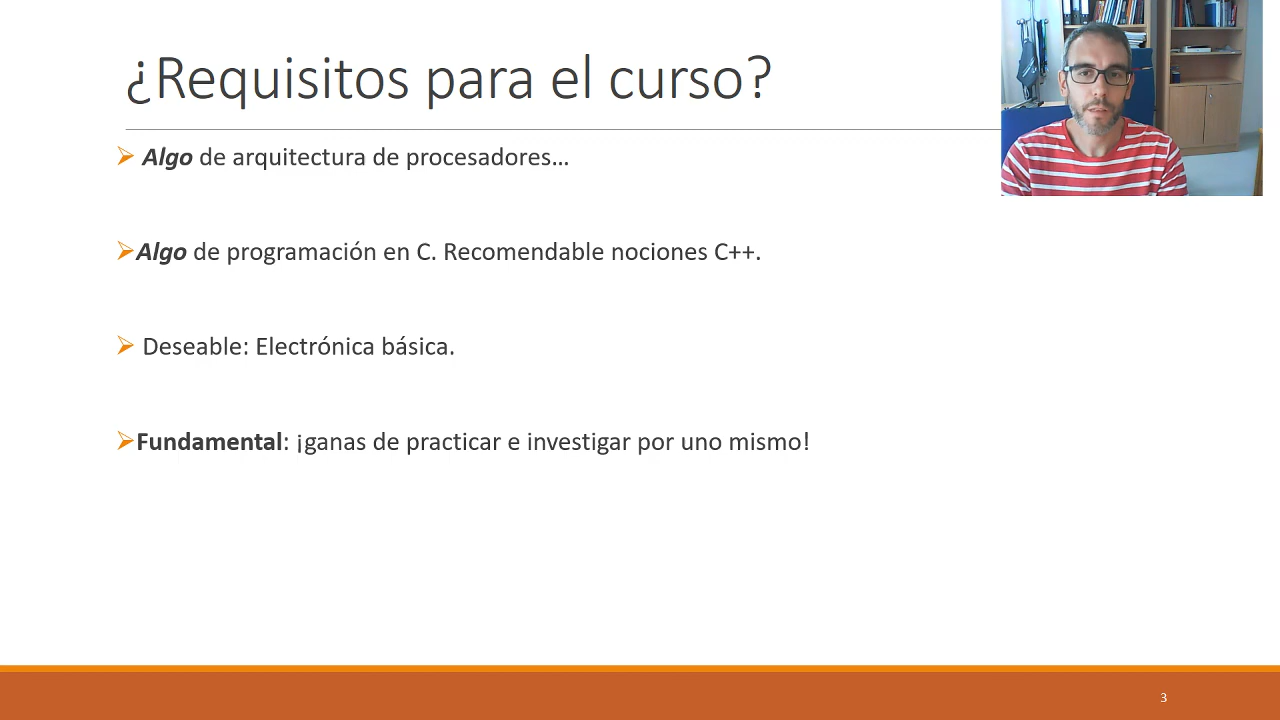 ¿Requisitos para el curso?
Algo de arquitectura de procesadores…
Algo de programación en C. Recomendable nociones C++.
Deseable: Electrónica básica.
Fundamental: ¡ganas de practicar e investigar por uno mismo!
3